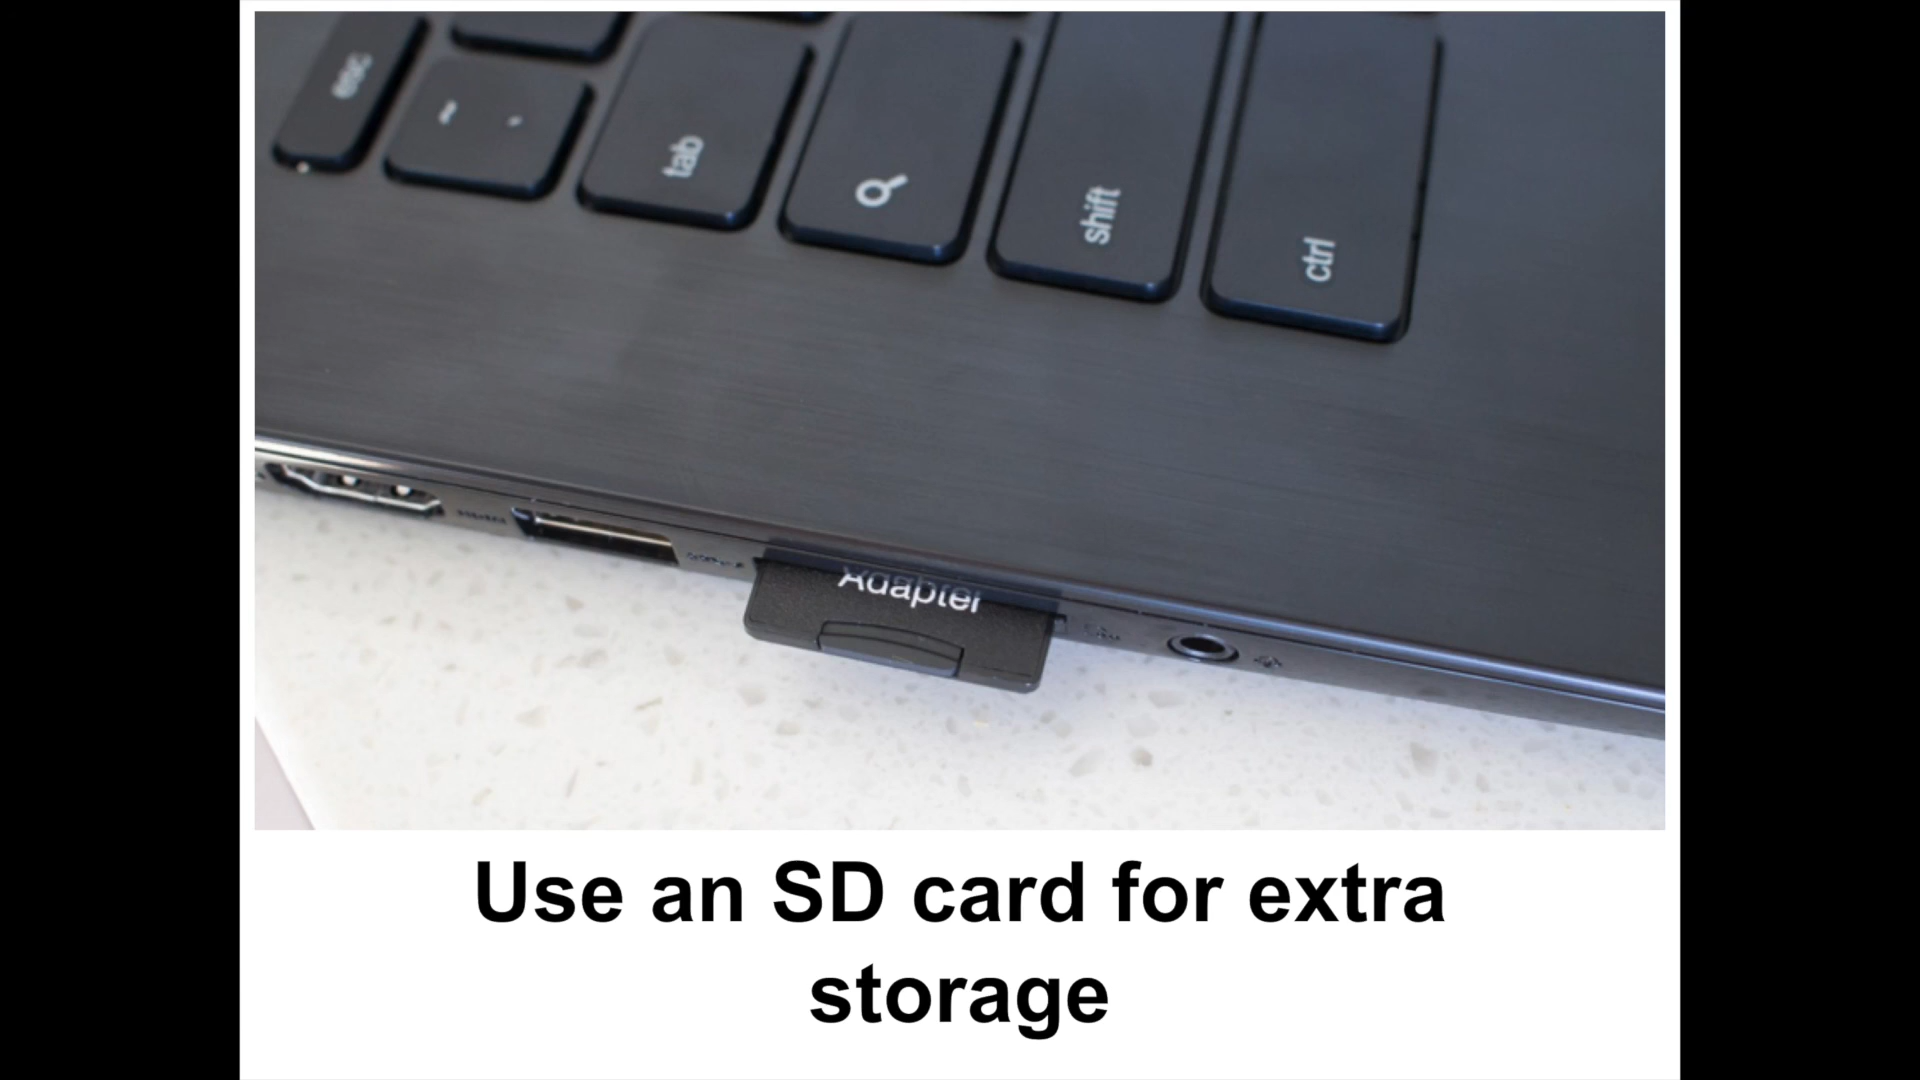 esc
~ `
tab
shift
ctrl
Adapter
Use an SD card for extra
storage